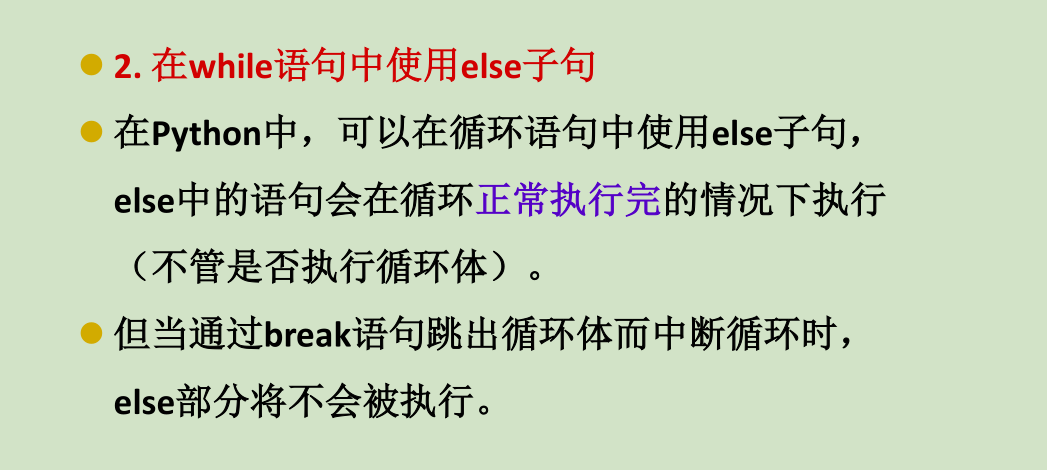 2. 在while语句中使用else子句
在Python中，可以在循环语句中使用else子句，
else中的语句会在循环正常执行完的情况下执行
（不管是否执行循环体）。
但当通过break语句跳出循环体而中断循环时，
else部分将不会被执行。